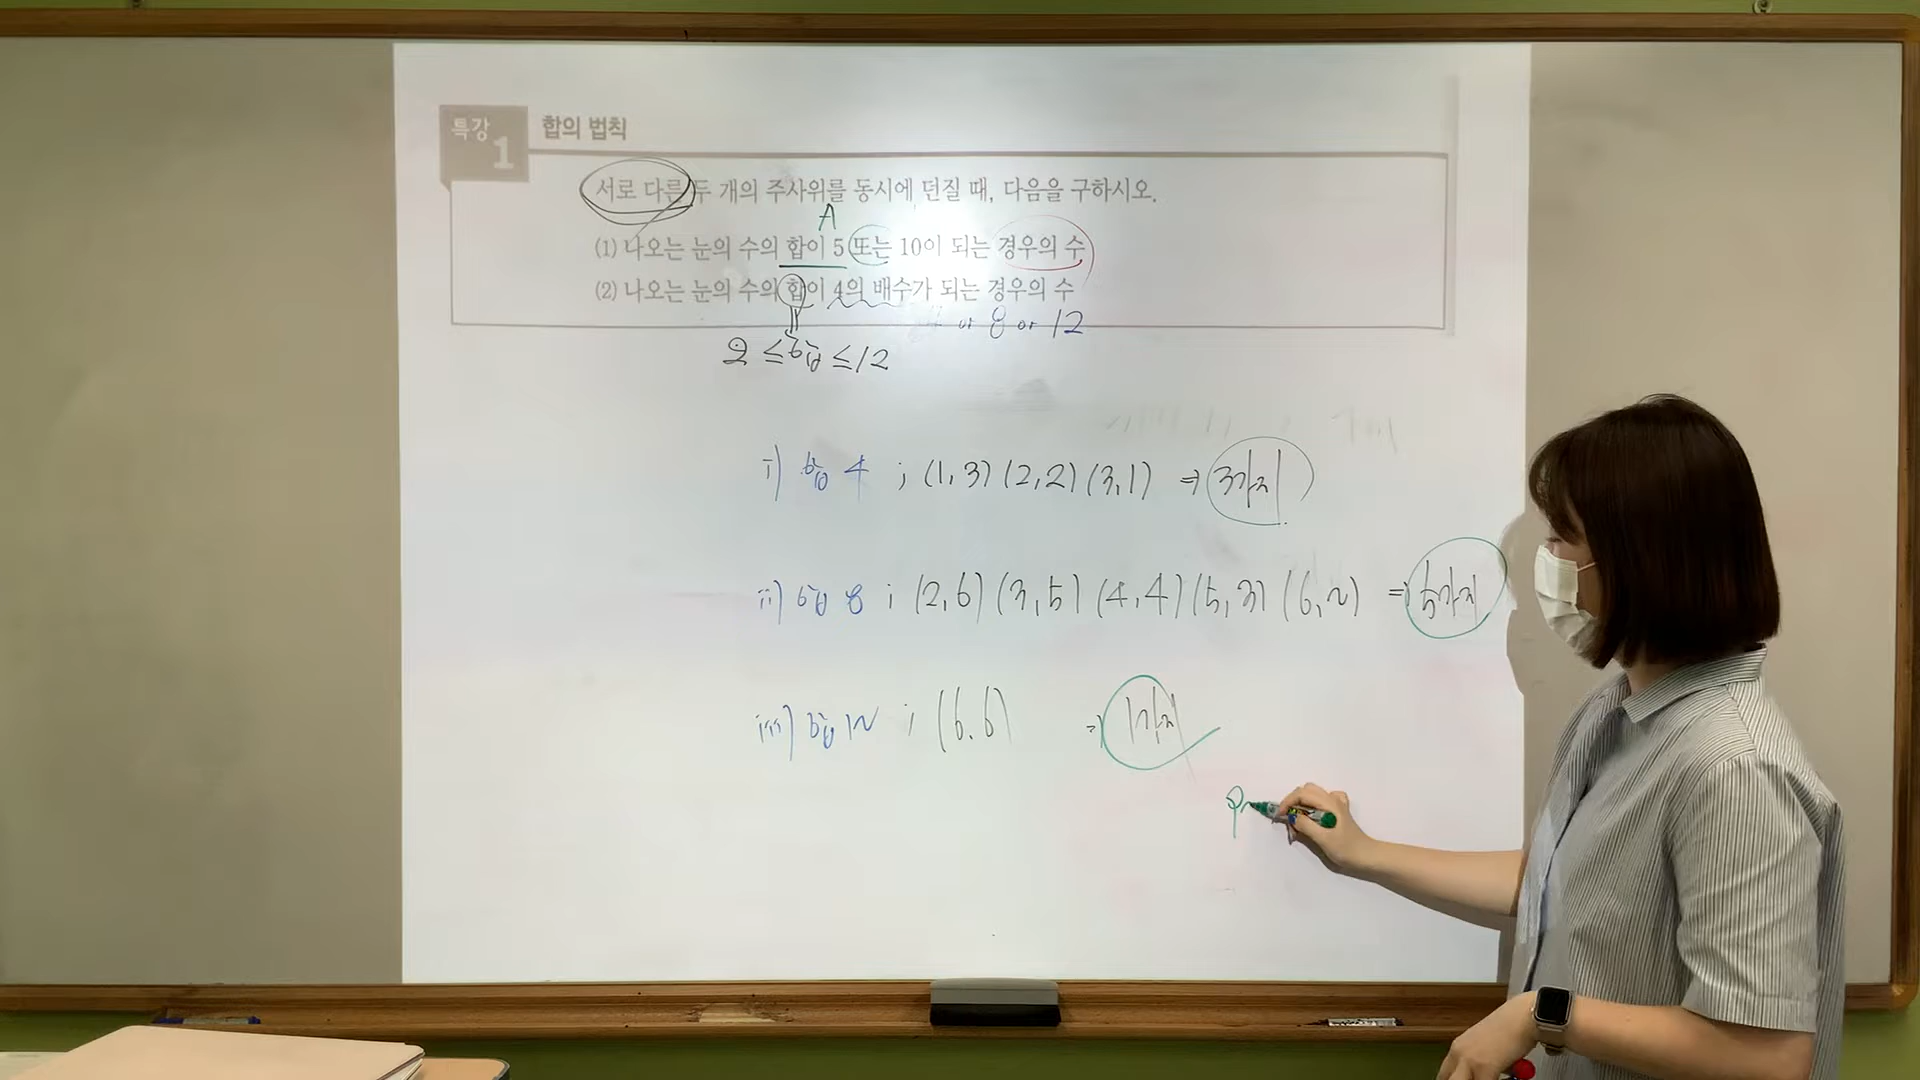 특강 1 합의 법칙
서로 다른 두 개의 주사위를 동시에 던질 때, 다음을 구하시오.
A
(1) 나오는 눈의 수의 합이 5 또는 10이 되는 경우의 수
(2) 나오는 눈의 수의 합이 4의 배수가 되는 경우의 수
4 or 8 or 12
2 ≤ 합 ≤ 12
i) 합 4 ; (1, 3) (2, 2) (3, 1) ⇒ 3가지
ii) 합 8 ; (2, 6) (3, 5) (4, 4) (5, 3) (6, 2) ⇒ 5가지
iii) 합 12 ; (6, 6) ⇒ 1가지